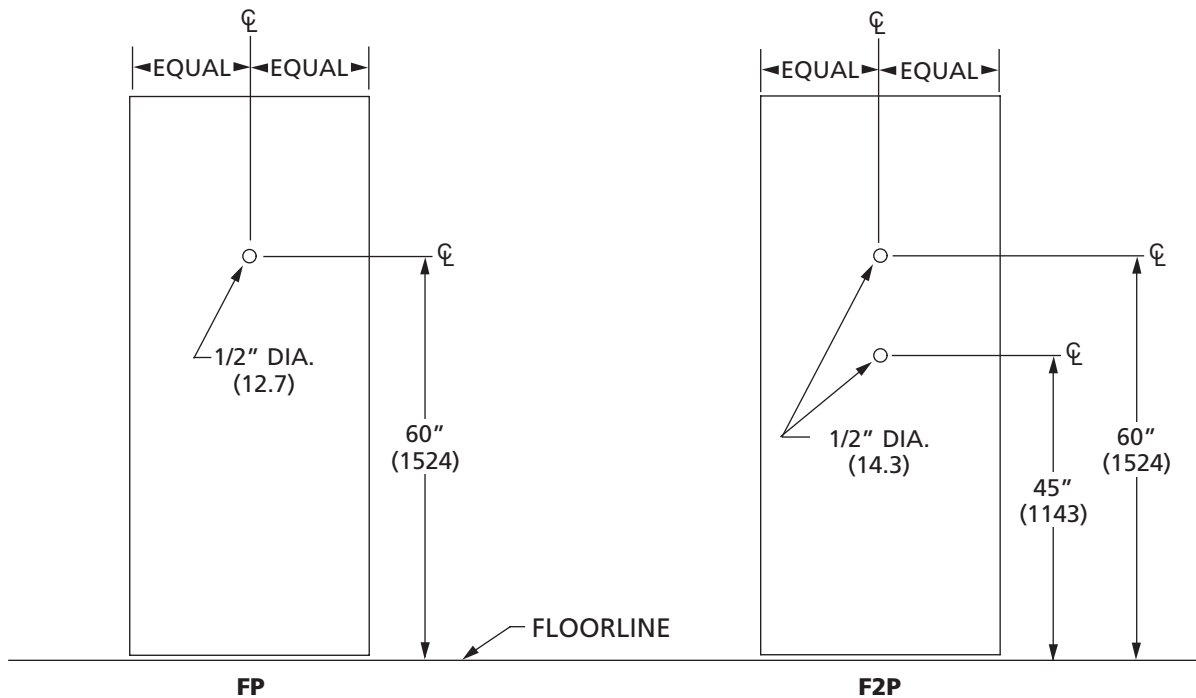 ℄
EQUAL EQUAL
℄
1/2" DIA.
(12.7)
60"
(1524)
FP
FLOORLINE
℄
EQUAL EQUAL
℄
℄
1/2" DIA.
(14.3)
45"
(1143)
60"
(1524)
F2P